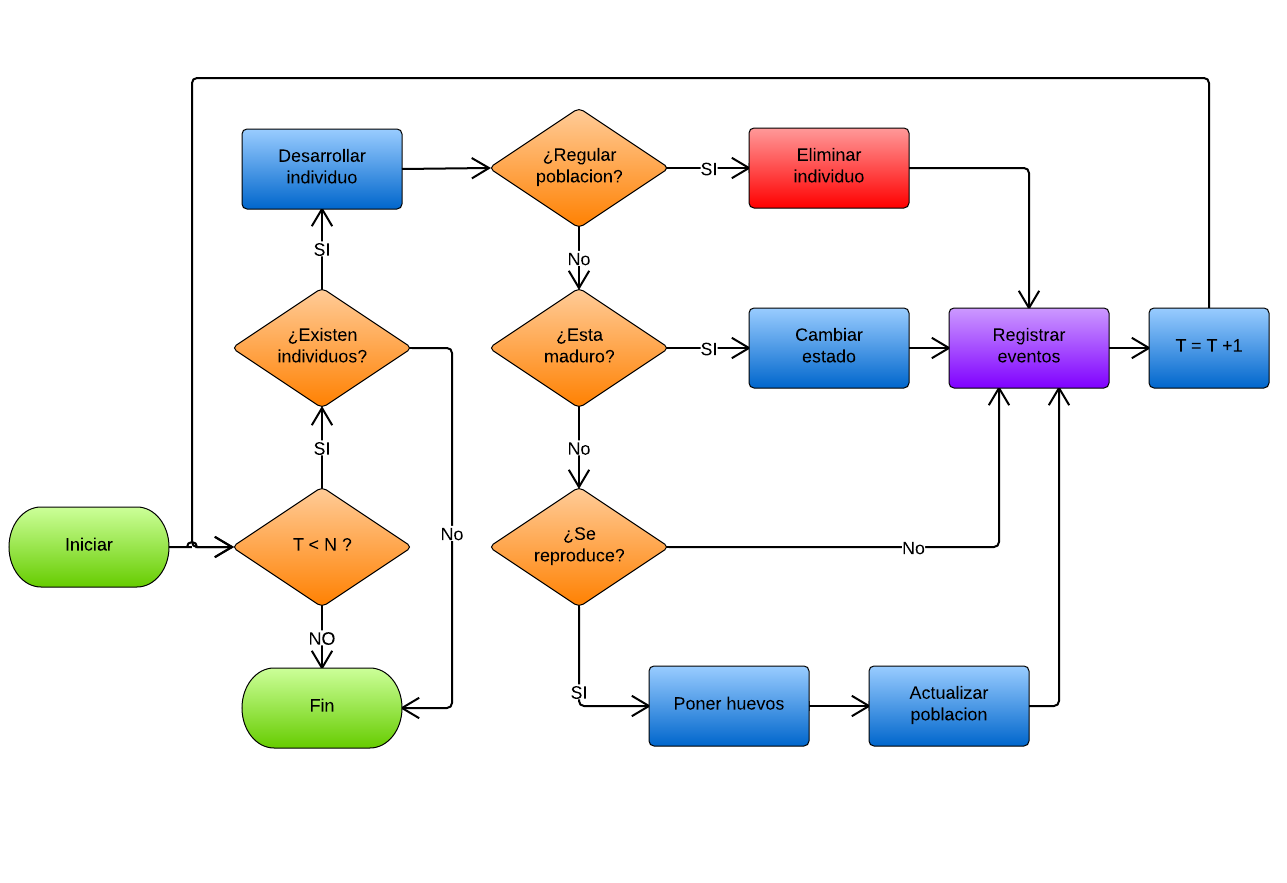 Desarrollar
individuo
¿Regular
poblacion?
SI
Eliminar
individuo
SI
No
¿Existen
individuos?
¿Esta
maduro?
SI
Cambiar
estado
Registrar
eventos
T = T +1
SI
No
Iniciar
T < N ?
No
¿Se
reproduce?
No
NO
Fin
SI
Poner huevos
Actualizar
poblacion